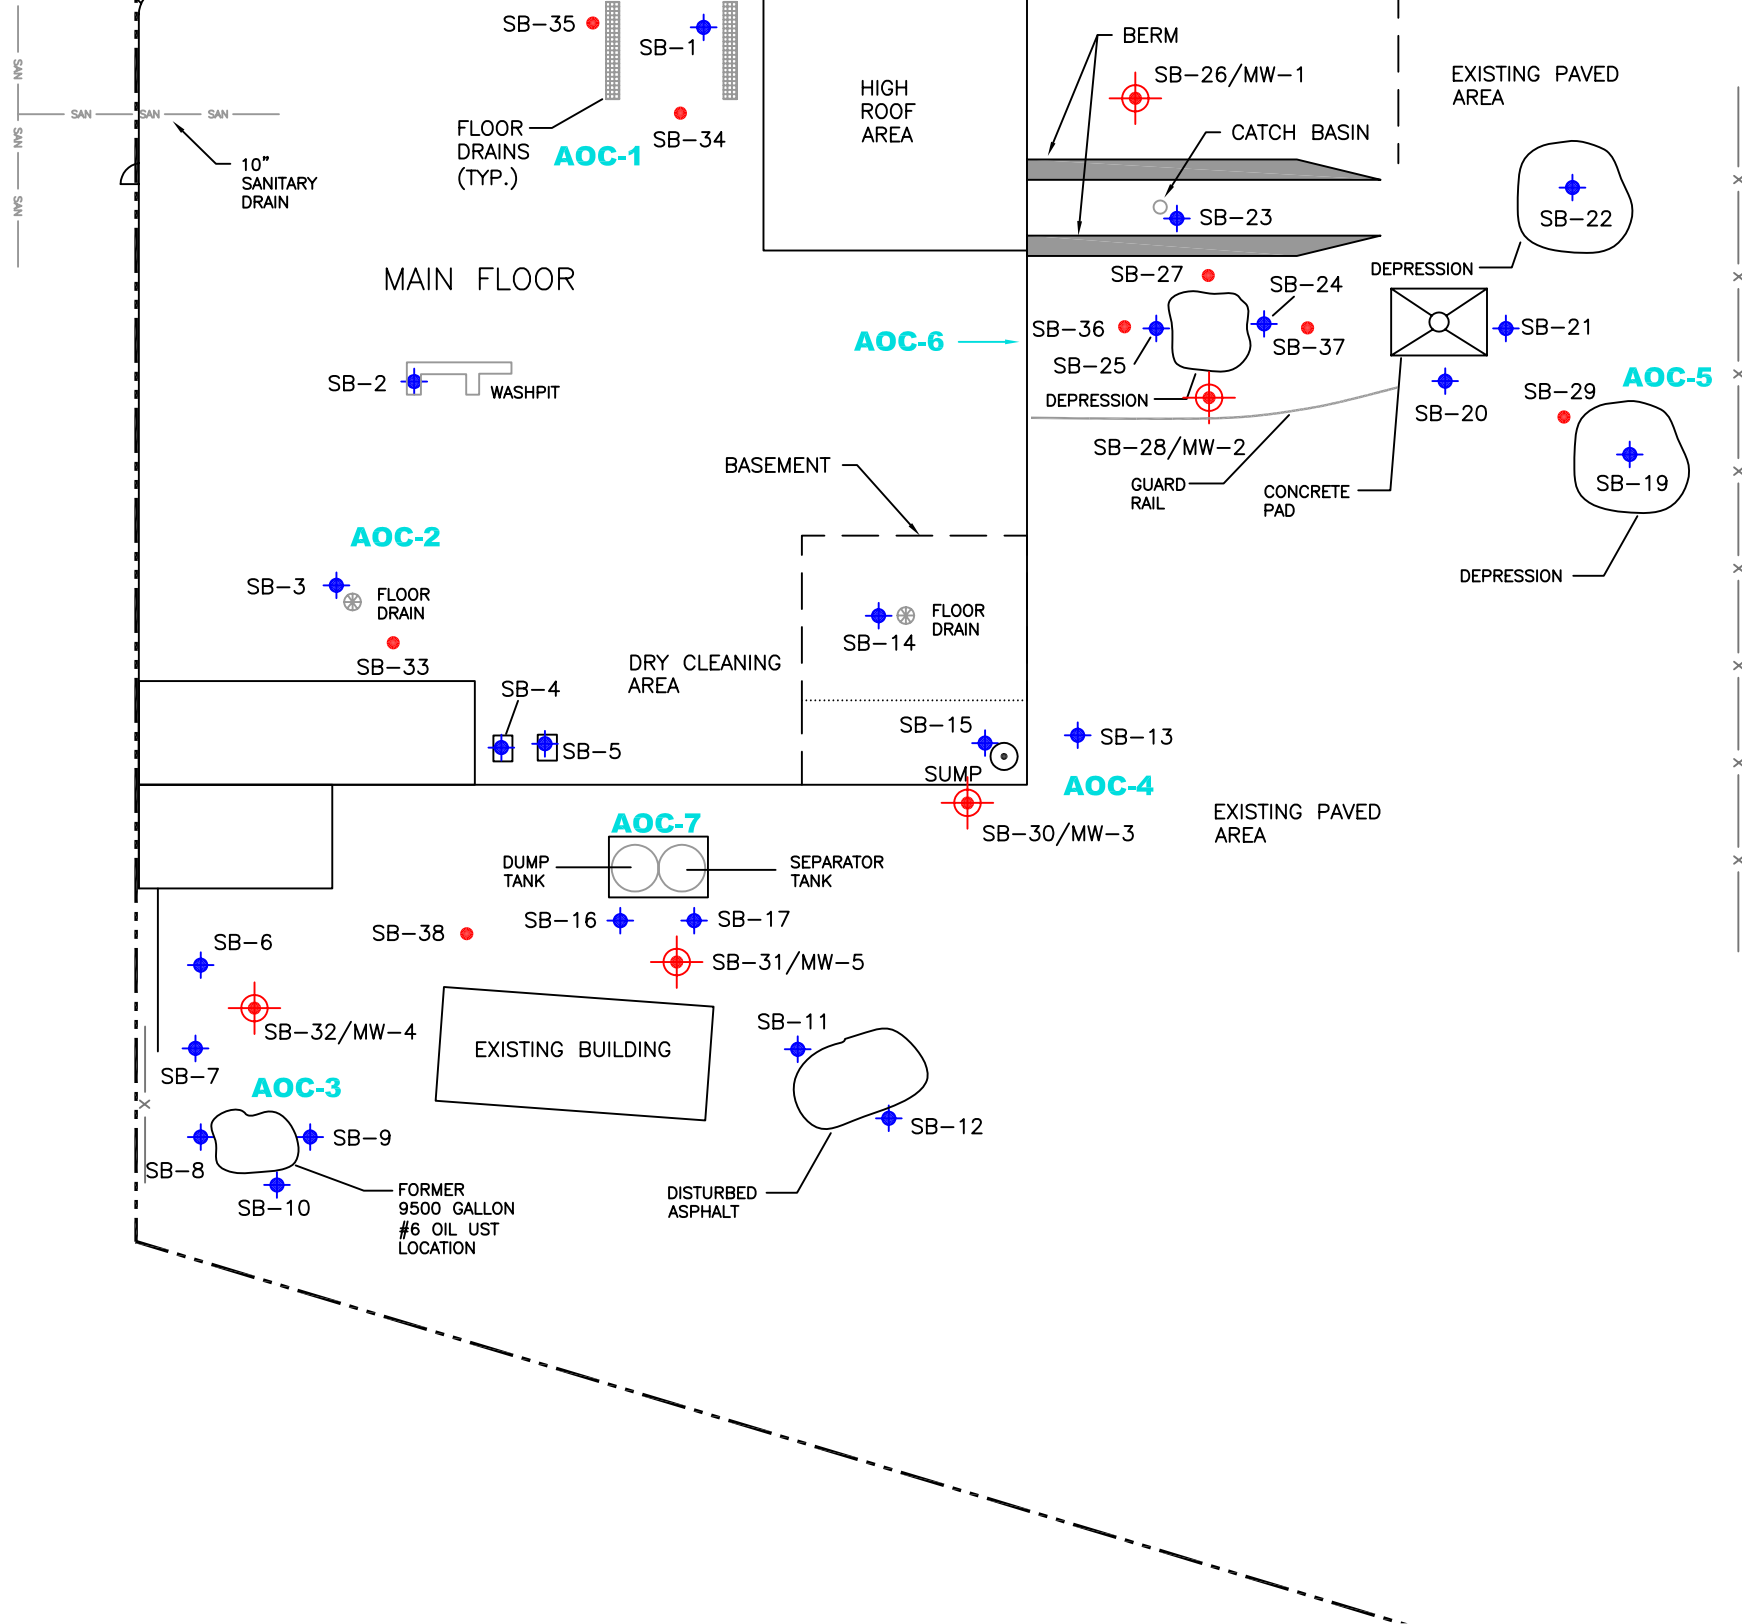 SB-35
SB-1
BERM
SB-26/MW-1
EXISTING PAVED
AREA
HIGH
ROOF
AREA
SAN
SAN
SAN
SAN
SAN
SAN
FLOOR
DRAINS
(TYP.)
SB-34
AOC-1
CATCH BASIN
10"
SANITARY
DRAIN
SB-23
SB-22
MAIN FLOOR
SB-27
SB-24
DEPRESSION
SB-36
SB-37
SB-21
AOC-6
SB-25
SB-2
WASHPIT
DEPRESSION
AOC-5
SB-29
SB-20
SB-28/MW-2
BASEMENT
GUARD
RAIL
CONCRETE
PAD
SB-19
AOC-2
DEPRESSION
SB-3
FLOOR
DRAIN
SB-14
FLOOR
DRAIN
SB-33
DRY CLEANING
AREA
SB-4
SB-5
SB-15
SB-13
SUMP
AOC-4
AOC-7
SB-30/MW-3
EXISTING PAVED
AREA
DUMP
TANK
SEPARATOR
TANK
SB-16
SB-17
SB-38
SB-6
SB-31/MW-5
SB-32/MW-4
SB-11
EXISTING BUILDING
SB-7
AOC-3
SB-12
SB-9
SB-8
SB-10
FORMER
9500 GALLON
#6 OIL UST
LOCATION
DISTURBED
ASPHALT
X
X
X
X
X
X
X
X
X